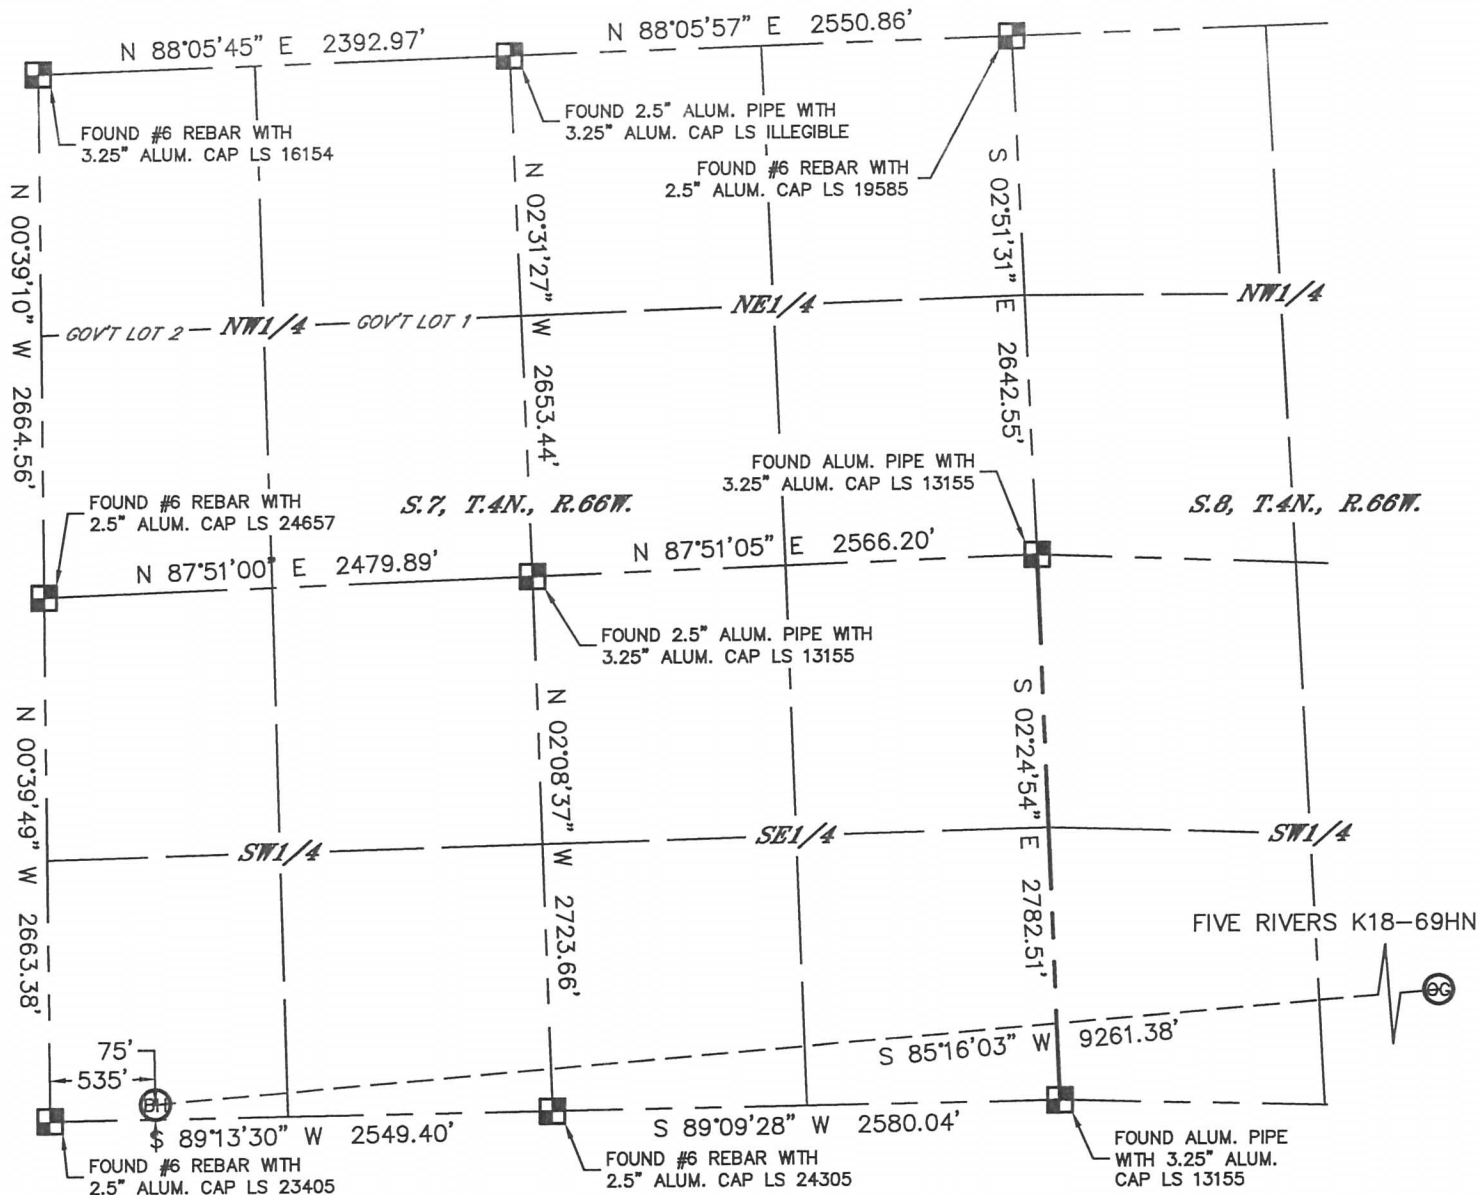 N 88°05'45" E 2392.97'
N 88°05'57" E 2550.86'
FOUND #6 REBAR WITH
3.25" ALUM. CAP LS 16154
FOUND 2.5" ALUM. PIPE WITH
3.25" ALUM. CAP LS ILLEGIBLE
FOUND #6 REBAR WITH
2.5" ALUM. CAP LS 19585
N 00°39'10" W 2664.56'
N 02°31'27" W 2653.44'
S 02°51'31" E 2642.55'
GOV'T LOT 2
NW1/4
GOV'T LOT 1
NE1/4
NW1/4
FOUND #6 REBAR WITH
2.5" ALUM. CAP LS 24657
S.7, T.4N., R.66W.
FOUND ALUM. PIPE WITH
3.25" ALUM. CAP LS 13155
S.8, T.4N., R.66W.
N 87°51'00" E 2479.89'
N 87°51'05" E 2566.20'
FOUND 2.5" ALUM. PIPE WITH
3.25" ALUM. CAP LS 13155
N 00°39'49" W 2663.38'
N 02°08'37" W 2723.66'
S 02°24'54" E 2782.51'
SW1/4
SE1/4
SW1/4
FIVE RIVERS K18-69HN
OG
S 85°16'03" W 9261.38'
75'
535'
BH
S 89°13'30" W 2549.40'
S 89°09'28" W 2580.04'
FOUND #6 REBAR WITH
2.5" ALUM. CAP LS 23405
FOUND #6 REBAR WITH
2.5" ALUM. CAP LS 24305
FOUND ALUM. PIPE
WITH 3.25" ALUM.
CAP LS 13155